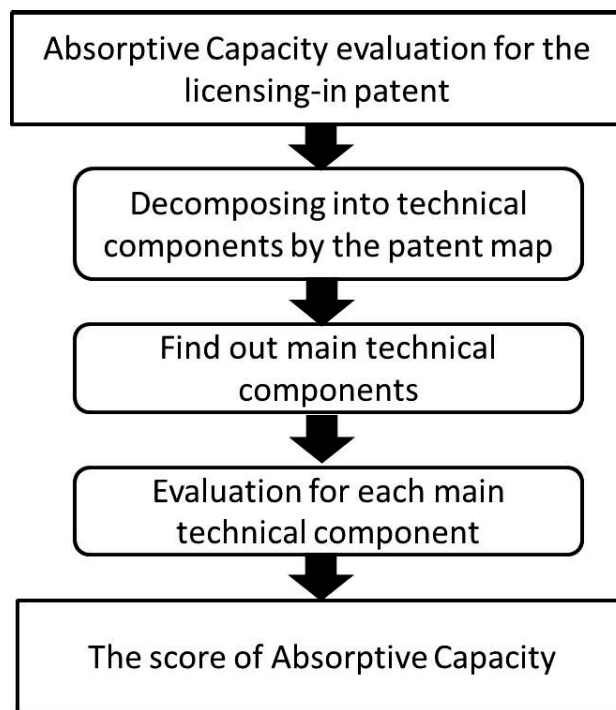 Absorptive Capacity evaluation for the
licensing-in patent
Decomposing into technical
components by the patent map
Find out main technical
components
Evaluation for each main
technical component
The score of Absorptive Capacity